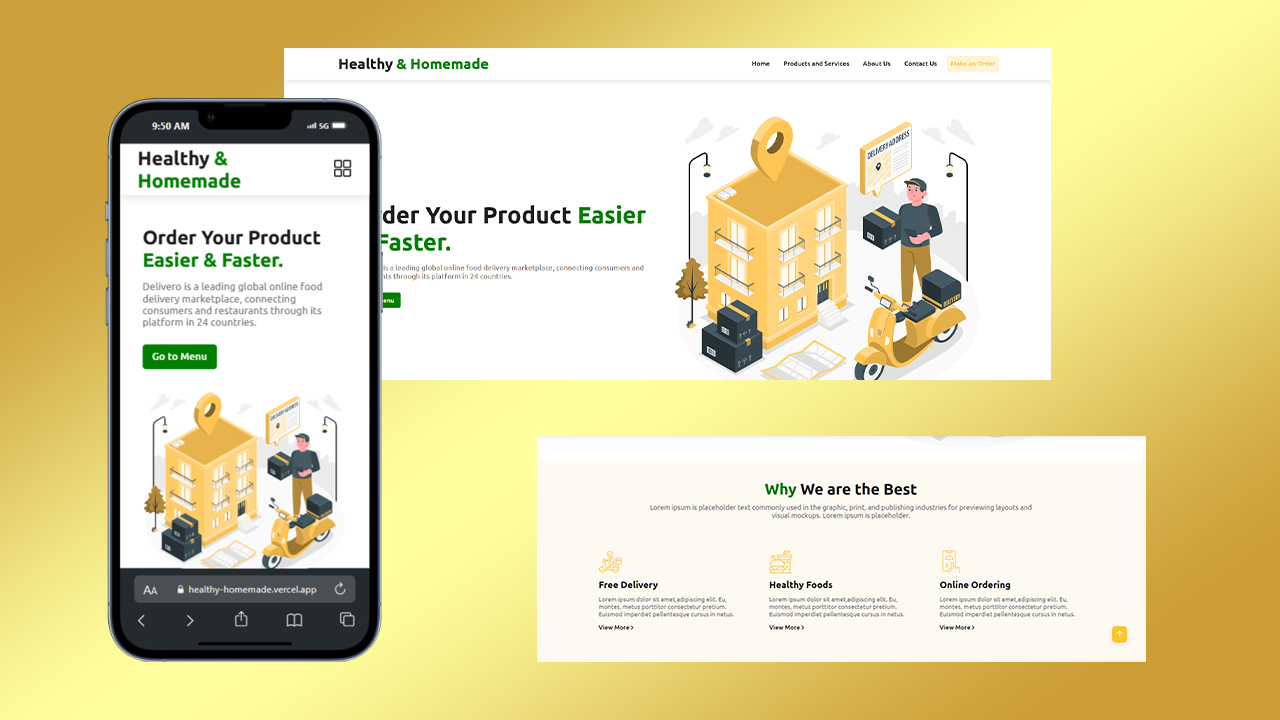 Healthy & Homemade
Home
Products and Services
About Us
Contact Us
Make an Order
DELIVERY ADDRESS
der Your Product Easier
Faster.
is a leading global online food delivery marketplace, connecting consumers and
nts through its platform in 24 countries.
enu
DELIVERY
9:50 AM
5G
Healthy &
Homemade
Order Your Product
Easier & Faster.
Delivero is a leading global online food
delivery marketplace, connecting
consumers and restaurants through its
platform in 24 countries.
Go to Menu
DELIVERY ADDRESS
AA
healthy-homemade.vercel.app
Why We are the Best
Lorem ipsum is placeholder text commonly used in the graphic, print, and publishing industries for previewing layouts and
visual mockups. Lorem ipsum is placeholder.
Free Delivery
Lorem ipsum dolor sit amet,adipiscing elit. Eu,
montes, metus porttitor consectetur pretium.
Euismod imperdiet pellentesque cursus in netus.
View More >
Healthy Foods
Lorem ipsum dolor sit amet,adipiscing elit. Eu,
montes, metus porttitor consectetur pretium.
Euismod imperdiet pellentesque cursus in netus.
View More >
Online Ordering
Lorem ipsum dolor sit amet,adipiscing elit. Eu,
montes, metus porttitor consectetur pretium.
Euismod imperdiet pellentesque cursus in netus.
View More >